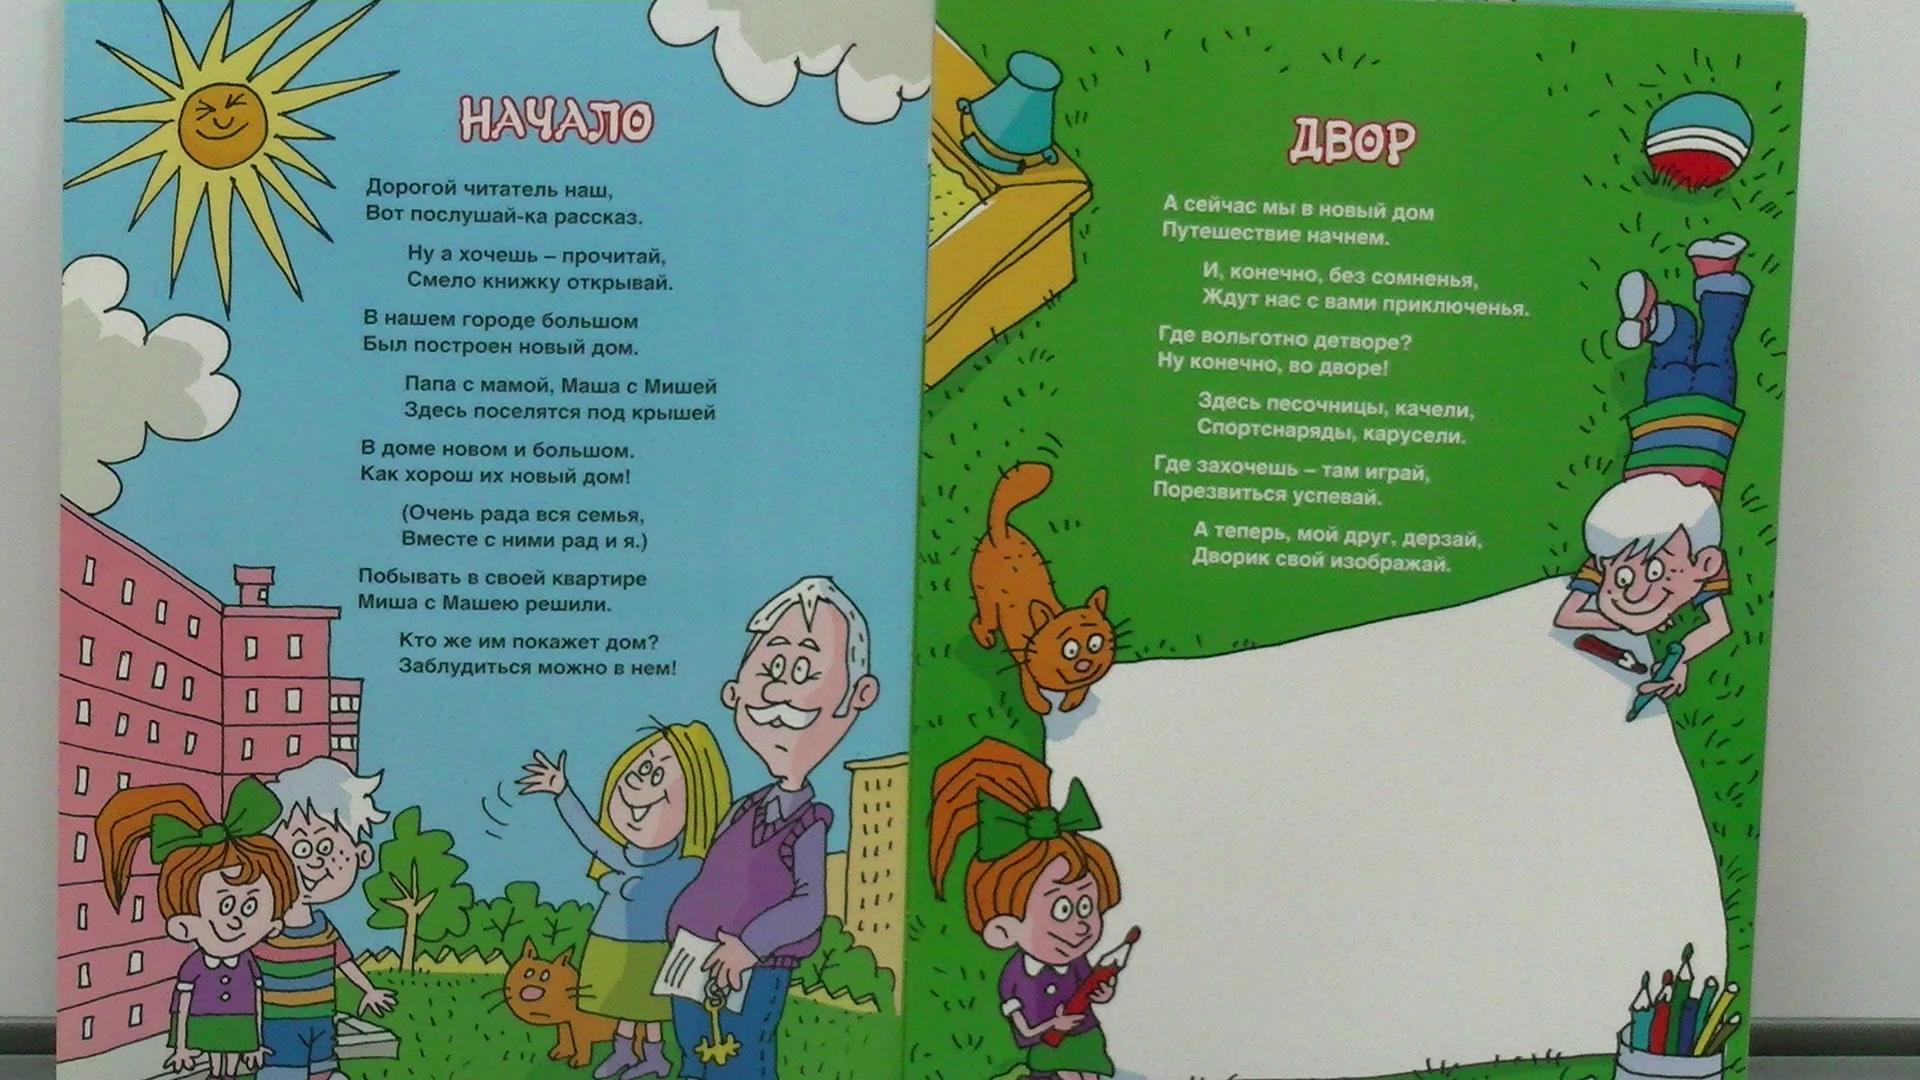 НАЧАЛО
Дорогой читатель наш,
Вот послушай-ка рассказ.
Ну а хочешь – прочитай,
Смело книжку открывай.
В нашем городе большом
Был построен новый дом.
Папа с мамой, Маша с Мишей
Здесь поселятся под крышей
В доме новом и большом.
Как хорош их новый дом!
(Очень рада вся семья,
Вместе с ними рад и я.)
Побывать в своей квартире
Миша с Машею решили.
Кто же им покажет дом?
Заблудиться можно в нем!
ДВОР
А сейчас мы в новый дом
Путешествие начнем.
И, конечно, без сомненья,
Ждут нас с вами приключенья.
Где вольготно детворе?
Ну конечно, во дворе!
Здесь песочницы, качели,
Спортснаряды, карусели.
Где захочешь – там играй,
Порезвиться успевай.
А теперь, мой друг, дерзай,
Дворик свой изображай.